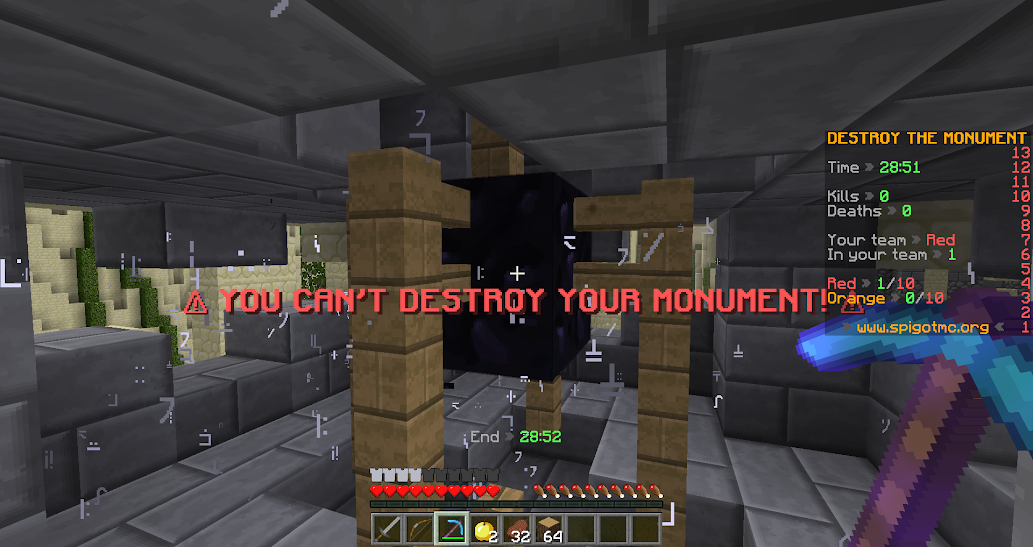 DESTROY THE MONUMENT
13
Time » 28:51 12
11
Kills » 0 10
Deaths » 0 9
8
Your team » Red 7
In your team » 1 6
5
Red » 1/10 4
Orange » 0/10 3
2
» www.spigotmc.org « 1
⚠ YOU CAN'T DESTROY YOUR MONUMENT! ⚠
End » 28:52
2 32 64